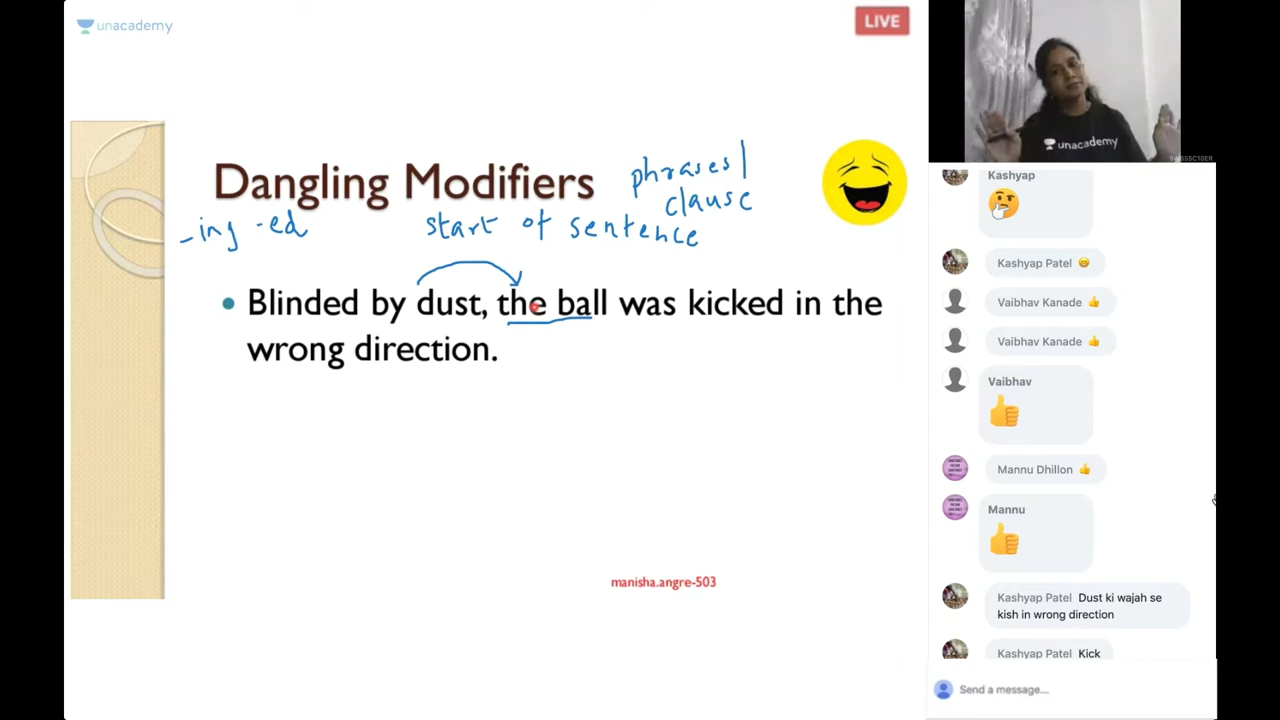 unacademy
LIVE
Dangling Modifiers
phrases /
clause
-ing -ed
start of sentence
Blinded by dust, the ball was kicked in the
wrong direction.
manisha.angre-503
unacademy
Kashyap
Kashyap Patel 😁
Vaibhav Kanade 👍
Vaibhav Kanade 👍
Vaibhav
Mannu Dhillon 👍
Mannu
Kashyap Patel Dust ki wajah se
kish in wrong direction
Kashyap Patel Kick
Send a message...